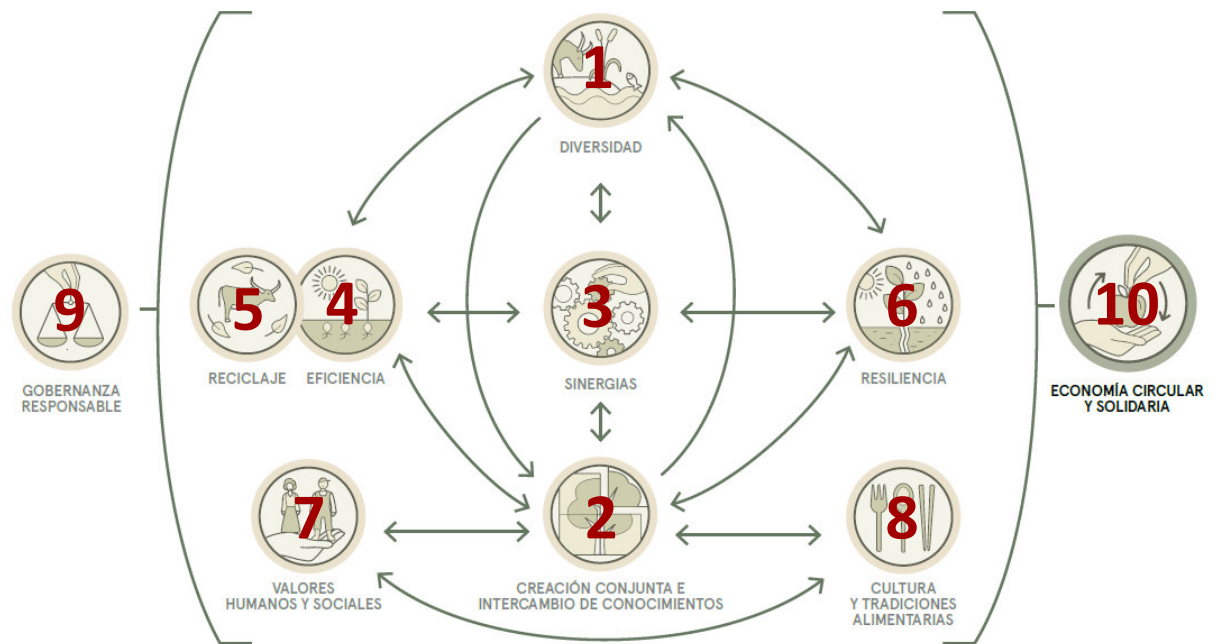 1
DIVERSIDAD
9
GOBERNANZA
RESPONSABLE
5
RECICLAJE
4
EFICIENCIA
3
SINERGIAS
6
RESILIENCIA
10
ECONOMÍA CIRCULAR
Y SOLIDARIA
7
VALORES
HUMANOS Y SOCIALES
2
CREACIÓN CONJUNTA E
INTERCAMBIO DE CONOCIMIENTOS
8
CULTURA
Y TRADICIONES
ALIMENTARIAS